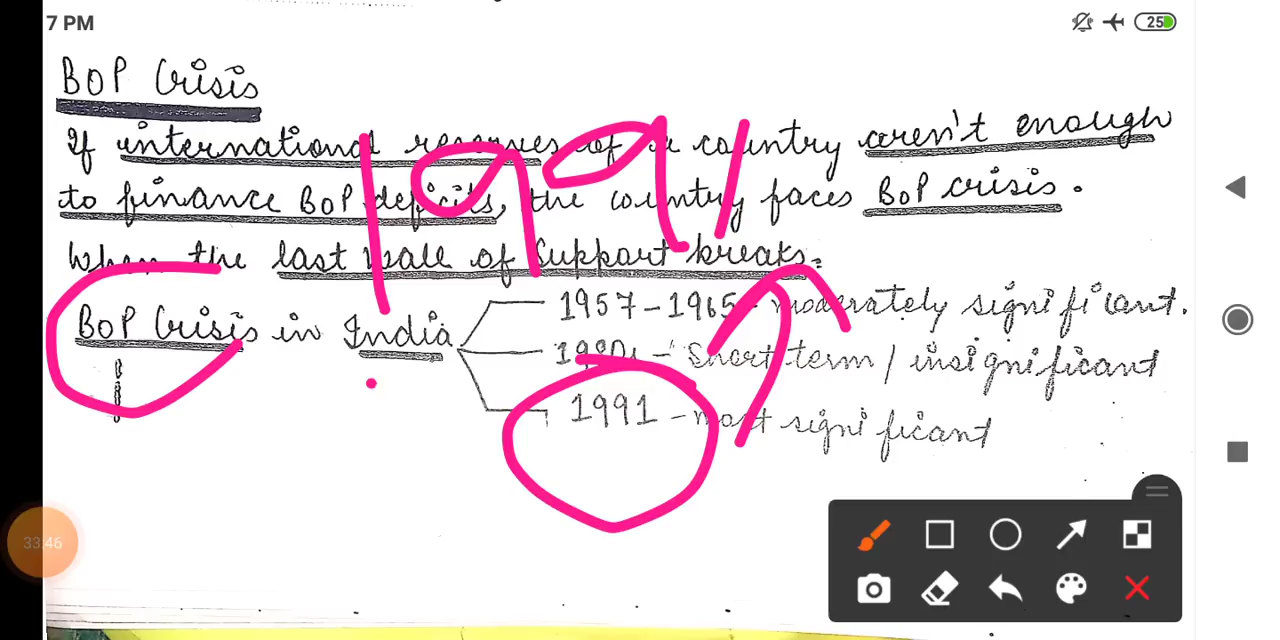 7 PM
25
BOP Crisis
If international reserves of a country aren't enough
to finance BOP deficits, the country faces BOP crisis.
When the last wall of support breaks.
1991
BOP Crisis in India
1957-1965 - moderately significant.
1980s - Short term / insignificant
1991 - most significant
33:46